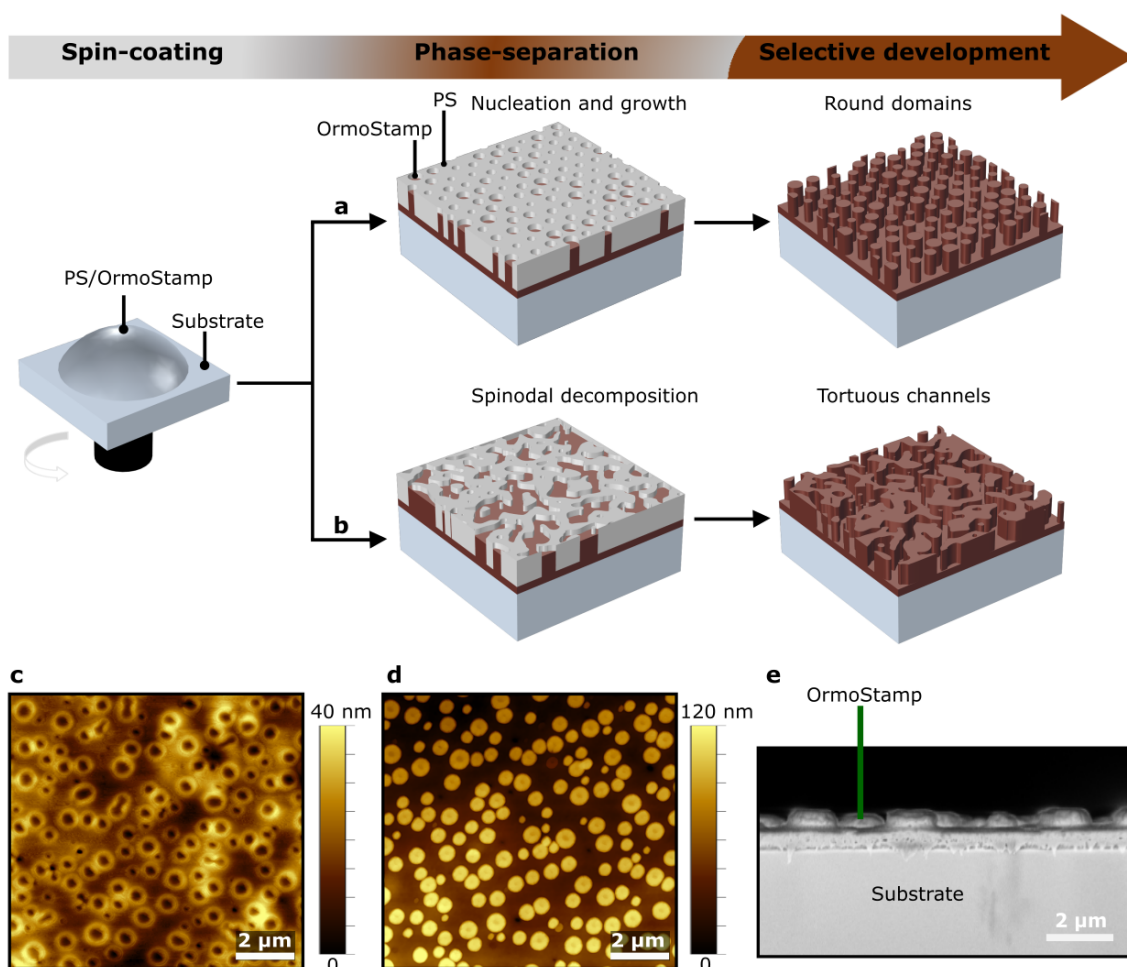 Spin-coating
Phase-separation
Selective development
PS
Nucleation and growth
Round domains
OrmoStamp
a
PS/OrmoStamp
Substrate
Spinodal decomposition
Tortuous channels
b
c
40 nm
2 μm
0
d
120 nm
2 μm
0
e
OrmoStamp
Substrate
2 μm